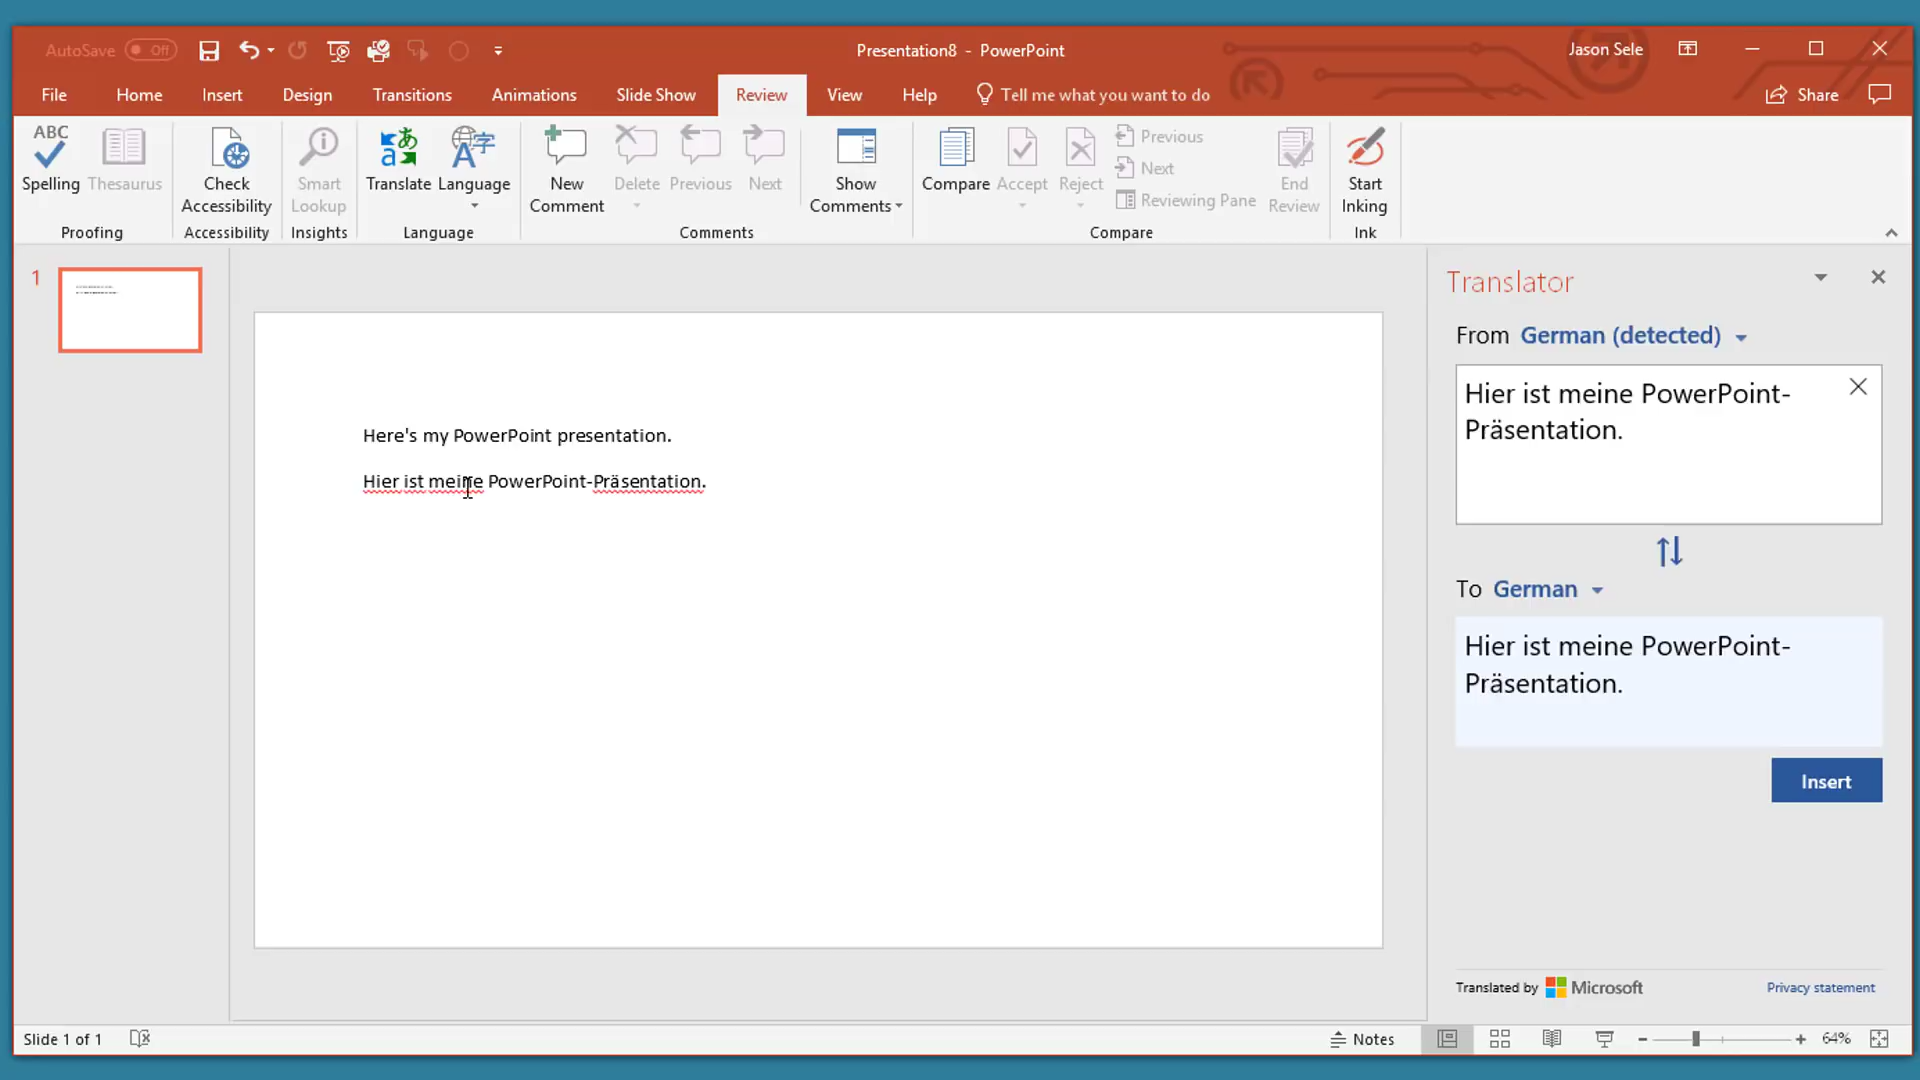 AutoSave Off
Presentation8 - PowerPoint
Jason Sele
File Home Insert Design Transitions Animations Slide Show Review View Help Tell me what you want to do Share
ABC
Spelling Thesaurus
Proofing
Check
Accessibility
Accessibility
Smart
Lookup
Insights
Translate Language
Language
New
Comment
Delete Previous Next
Show
Comments
Comments
Compare Accept Reject
Previous
Next
Reviewing Pane
End
Review
Compare
Start
Inking
Ink
1
Here's my PowerPoint presentation.
Hier ist meine PowerPoint-Präsentation.
Translator
From German (detected)
Hier ist meine PowerPoint-
Präsentation.
To German
Hier ist meine PowerPoint-
Präsentation.
Insert
Translated by Microsoft
Privacy statement
Slide 1 of 1
Notes
64%